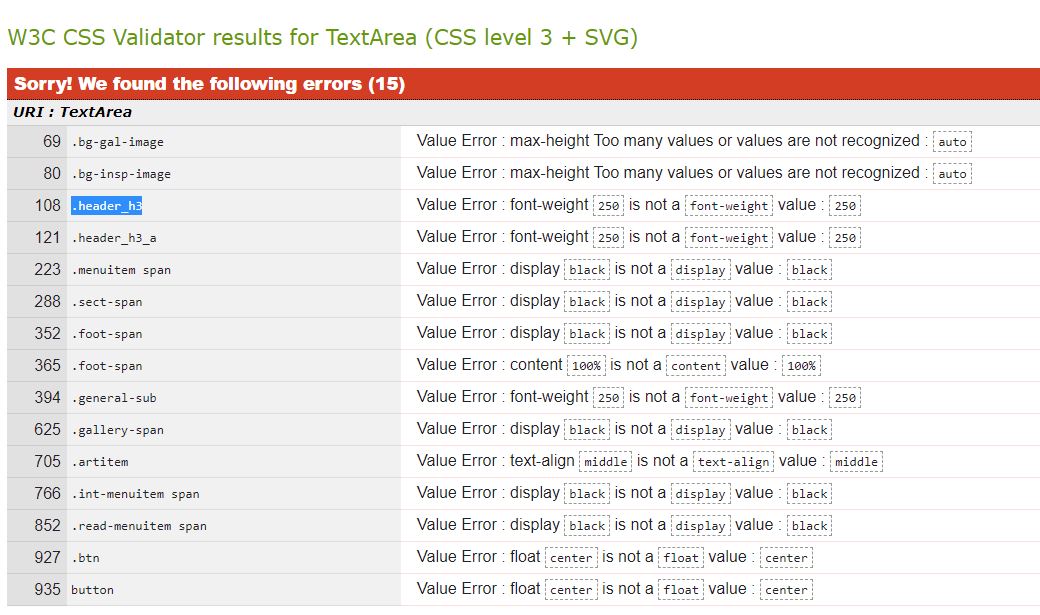 W3C CSS Validator results for TextArea (CSS level 3 + SVG)
Sorry! We found the following errors (15)
URI : TextArea
69 .bg-gal-image Value Error : max-height Too many values or values are not recognized : auto
80 .bg-insp-image Value Error : max-height Too many values or values are not recognized : auto
108 .header_h3 Value Error : font-weight 250 is not a font-weight value : 250
121 .header_h3_a Value Error : font-weight 250 is not a font-weight value : 250
223 .menuitem span Value Error : display black is not a display value : black
288 .sect-span Value Error : display black is not a display value : black
352 .foot-span Value Error : display black is not a display value : black
365 .foot-span Value Error : content 100% is not a content value : 100%
394 .general-sub Value Error : font-weight 250 is not a font-weight value : 250
625 .gallery-span Value Error : display black is not a display value : black
705 .artitem Value Error : text-align middle is not a text-align value : middle
766 .int-menuitem span Value Error : display black is not a display value : black
852 .read-menuitem span Value Error : display black is not a display value : black
927 .btn Value Error : float center is not a float value : center
935 button Value Error : float center is not a float value : center